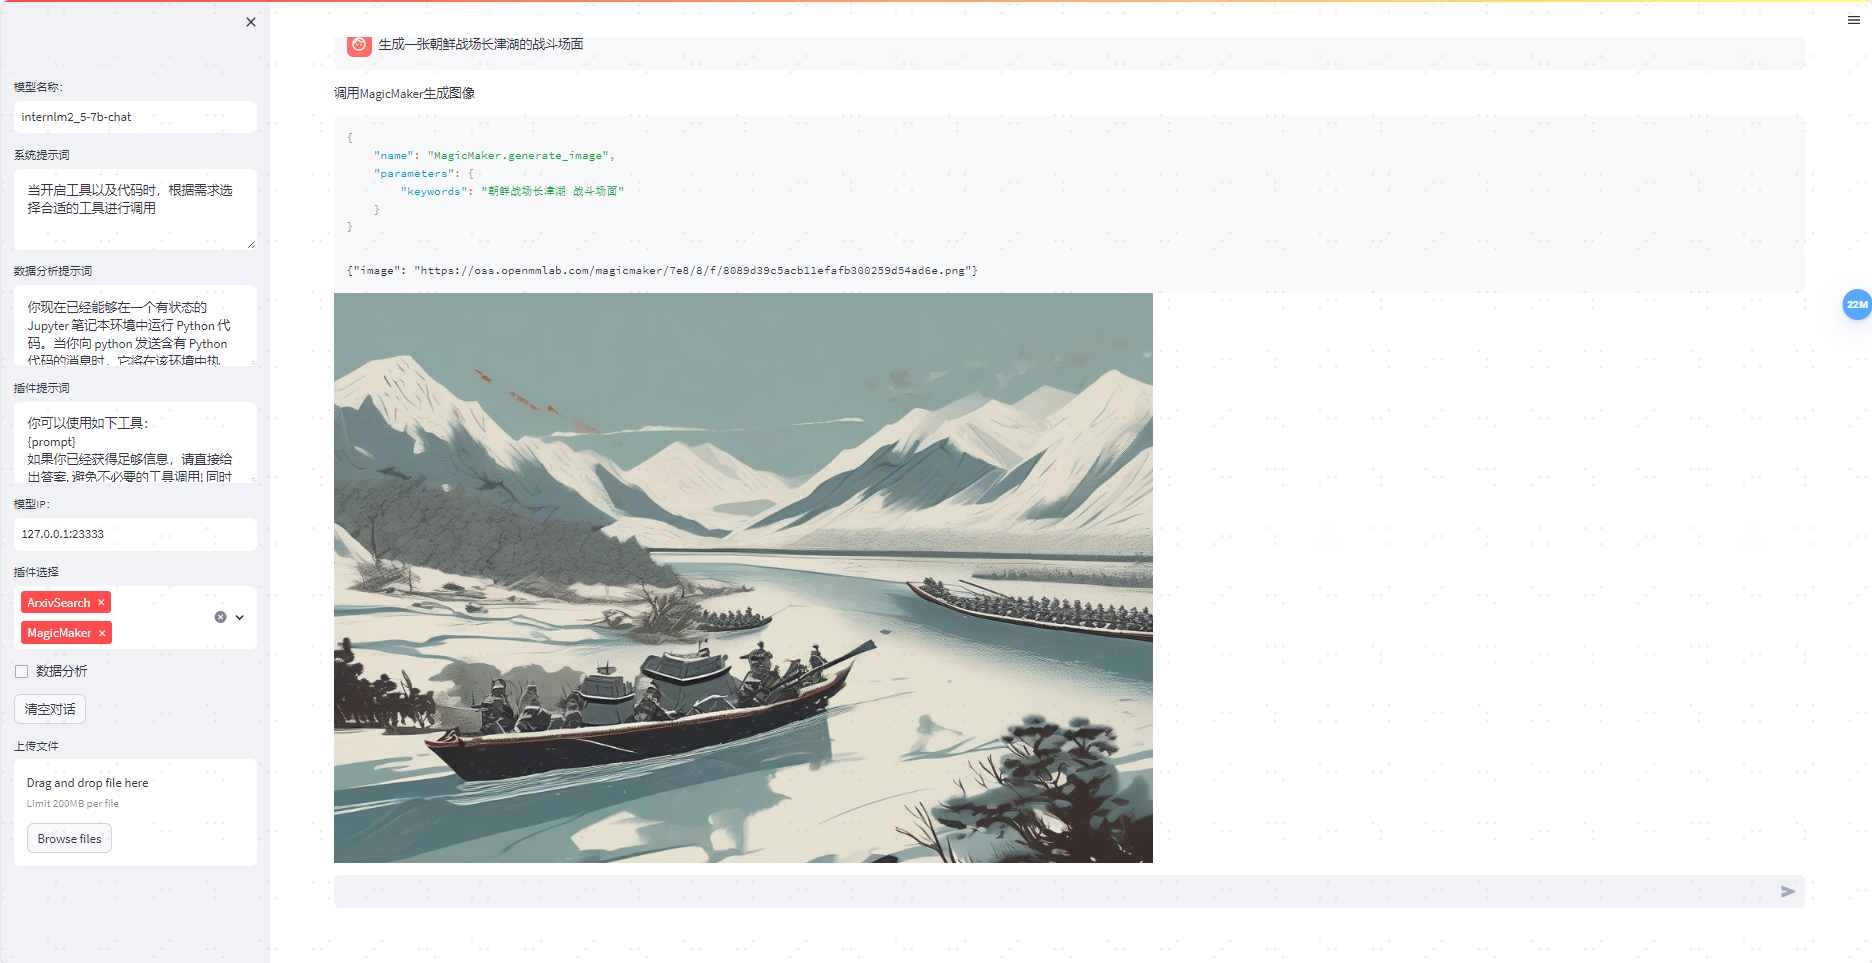 模型名称：
internlm2_5-7b-chat
系统提示词
当开启工具以及代码时，根据需求选
择合适的工具进行调用
数据分析提示词
你现在已经能够在一个有状态的
Jupyter 笔记本环境中运行 Python 代
码。当你向 python 发送含有 Python
代码的消息时，它将在该环境中执
插件提示词
你可以使用如下工具：
{prompt}
如果你已经获得足够信息，请直接给
出答案. 避免不必要的工具调用! 同时
模型IP：
127.0.0.1:23333
插件选择
ArxivSearch
MagicMaker
数据分析
清空对话
上传文件
Drag and drop file here
Limit 200MB per file
Browse files
生成一张朝鲜战场长津湖的战斗场面
调用MagicMaker生成图像
{
"name": "MagicMaker.generate_image",
"parameters": {
"keywords": "朝鲜战场长津湖 战斗场面"
}
}
{"image": "https://oss.openmmlab.com/magicmaker/7e8/8/f/8089d39c5acb11efafb300259d54ad6e.png"}
22M